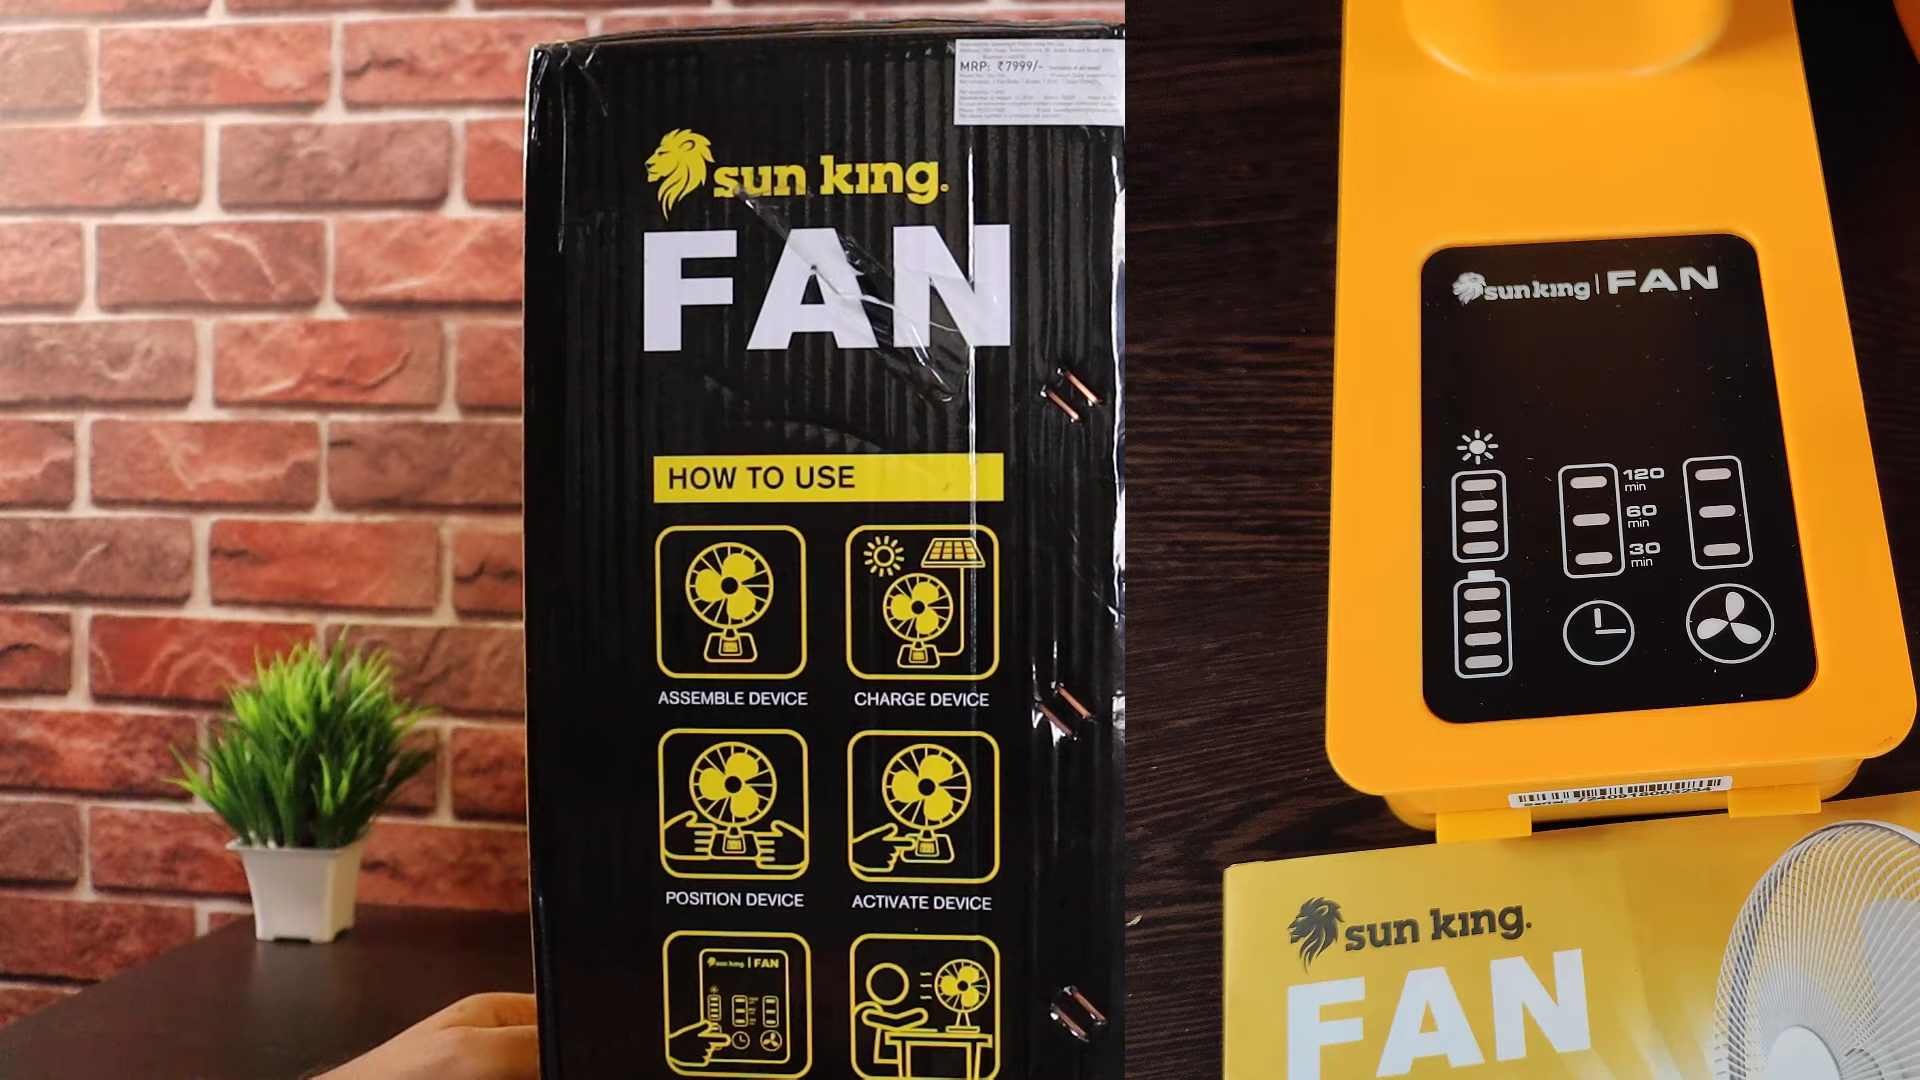 MRP: ₹7999/-
sun king.
FAN
HOW TO USE
ASSEMBLE DEVICE
CHARGE DEVICE
POSITION DEVICE
ACTIVATE DEVICE
sun king | FAN
sun king | FAN
120
min
60
min
30
min
sun king.
FAN